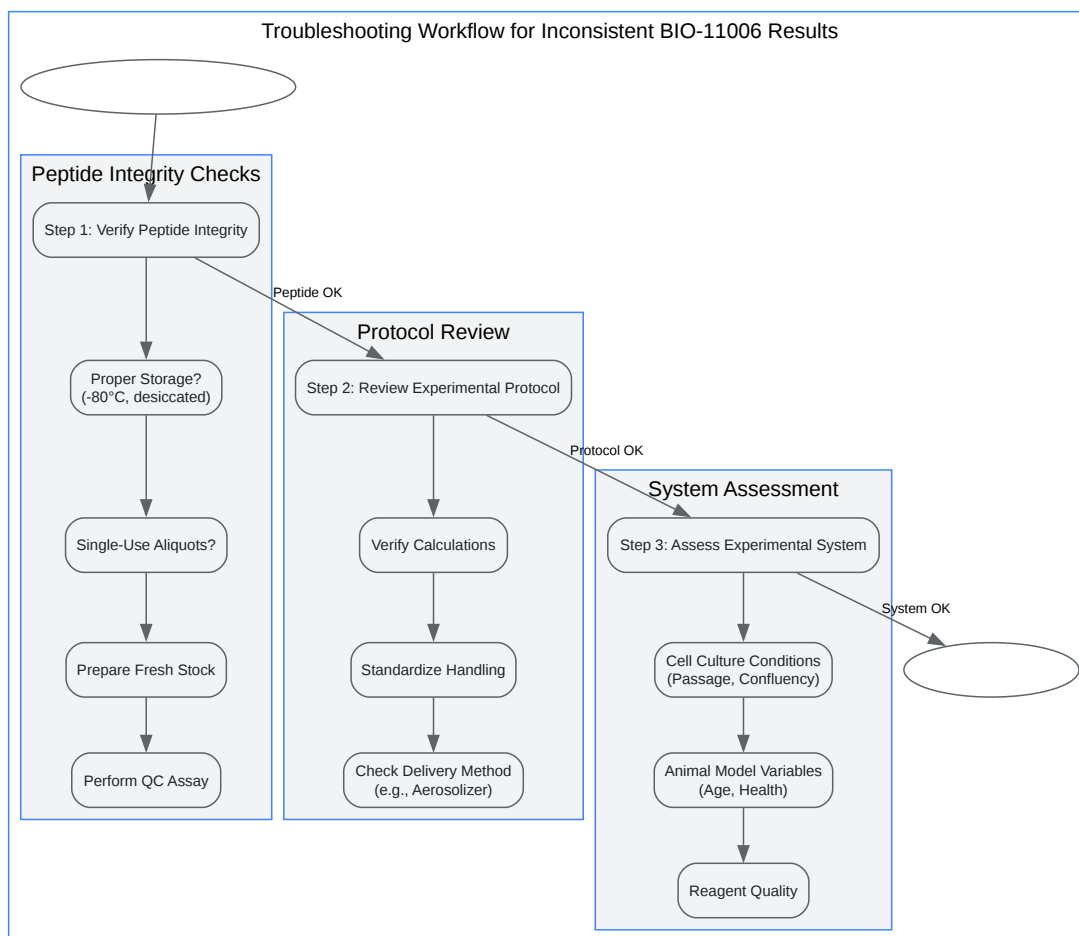 Troubleshooting Workflow for Inconsistent BIO-11006 Results
Peptide Integrity Checks
Step 1: Verify Peptide Integrity
Peptide OK
Proper Storage?
(-80°C, desiccated)
Single-Use Aliquots?
Prepare Fresh Stock
Perform QC Assay
Protocol Review
Step 2: Review Experimental Protocol
Protocol OK
Verify Calculations
Standardize Handling
Check Delivery Method
(e.g., Aerosolizer)
System Assessment
Step 3: Assess Experimental System
System OK
Cell Culture Conditions
(Passage, Confluency)
Animal Model Variables
(Age, Health)
Reagent Quality